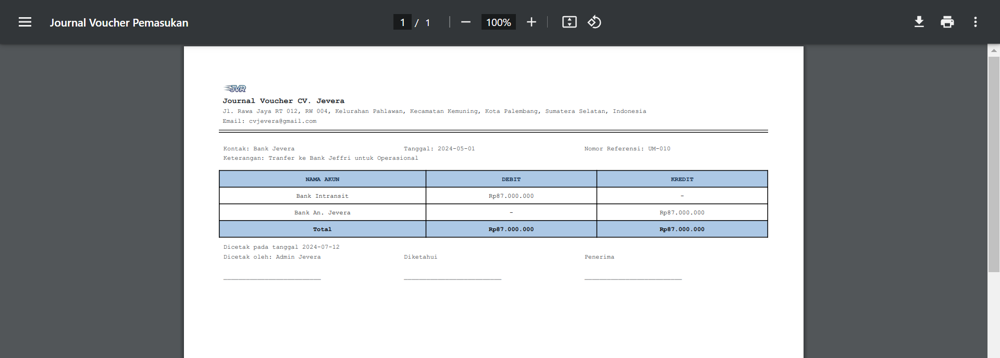 Journal Voucher Pemasukan
1 / 1
100%
JVR
Journal Voucher CV. Jevera
Jl. Rawa Jaya RT 012, RW 004, Kelurahan Pahlawan, Kecamatan Kemuning, Kota Palembang, Sumatera Selatan, Indonesia
Email: cvjevera@gmail.com
Kontak: Bank Jevera Tanggal: 2024-05-01 Nomor Referensi: UM-010
Keterangan: Tranfer ke Bank Jeffri untuk Operasional
NAMA AKUN DEBIT KREDIT
Bank Intransit Rp87.000.000 -
Bank An. Jevera - Rp87.000.000
Total Rp87.000.000 Rp87.000.000
Dicetak pada tanggal 2024-07-12
Dicetak oleh: Admin Jevera Diketahui Penerima